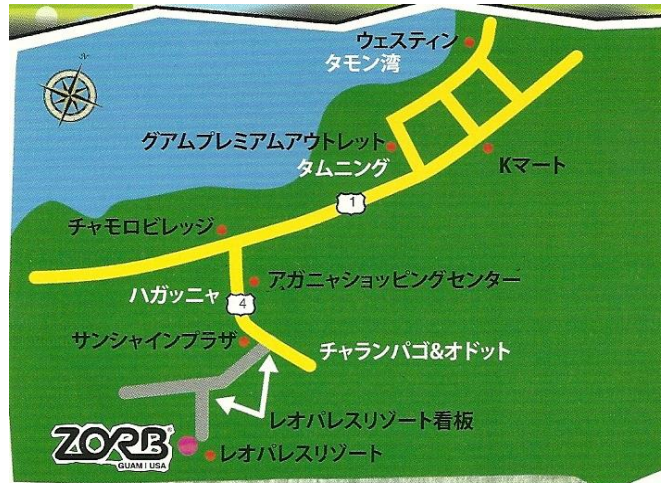 N
ウェスティン
タモン湾
グアムプレミアムアウトレット
タムニング
Kマート
1
チャモロビレッジ
アガニャショッピングセンター
ハガッニャ
4
サンシャインプラザ
チャランパゴ&オドット
レオパレスリゾート看板
ZORB®
GUAM | USA
レオパレスリゾート